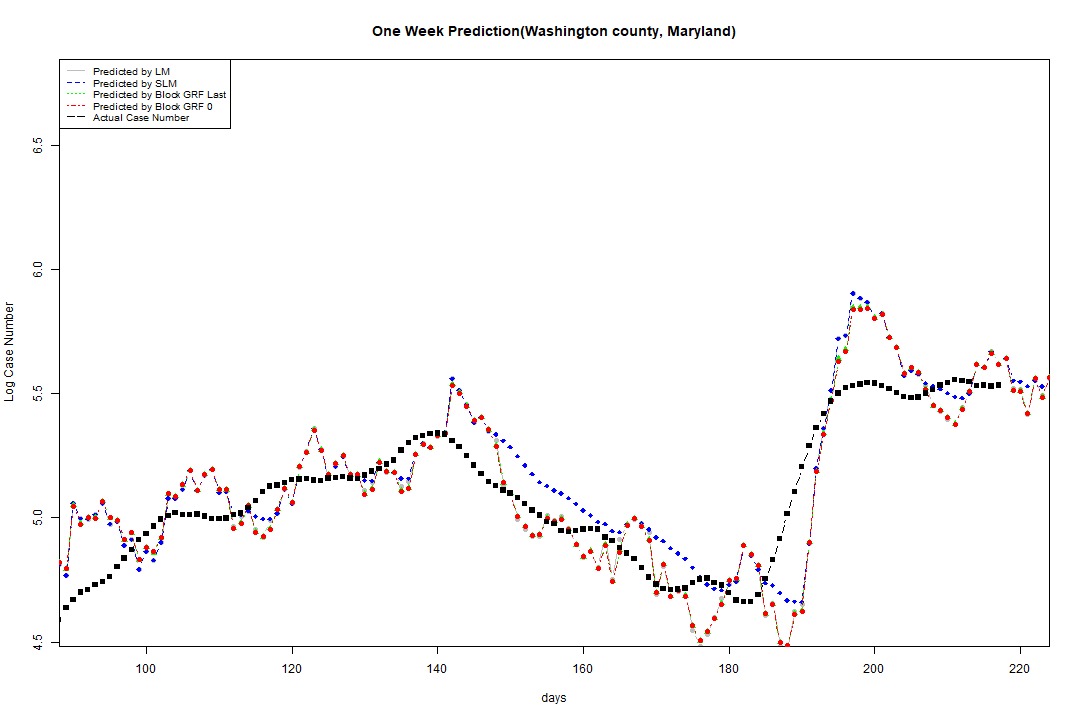 One Week Prediction(Washington county, Maryland)
Predicted by LM
Predicted by SLM
Predicted by Block GRF Last
Predicted by Block GRF 0
Actual Case Number
6.5
6.0
5.5
5.0
4.5
Log Case Number
100 120 140 160 180 200 220
days